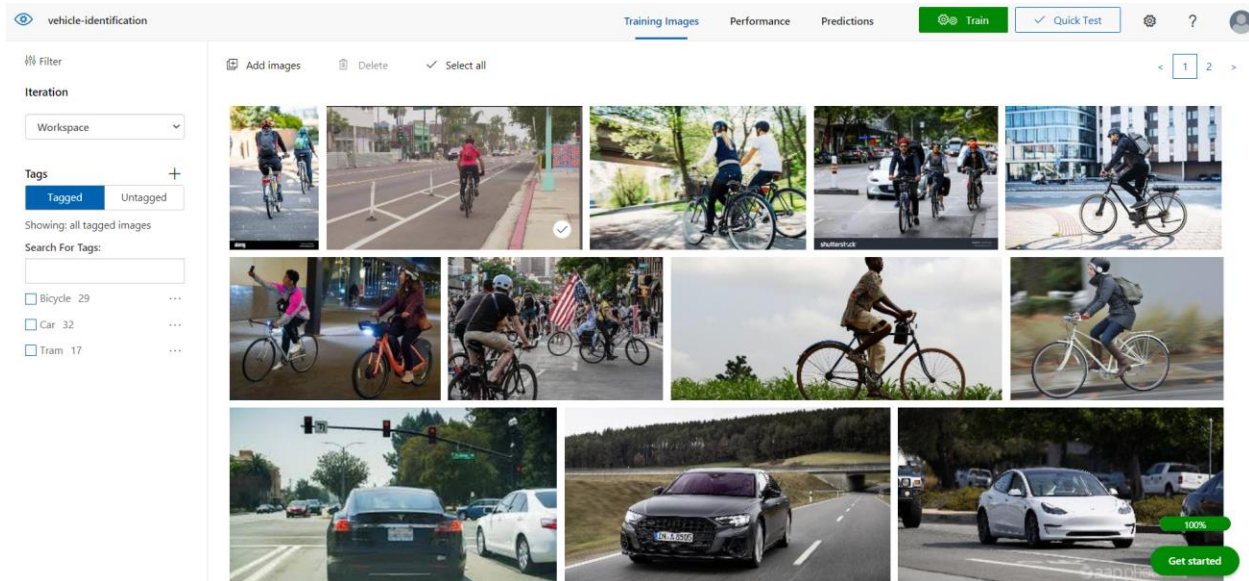 vehicle-identification
Training Images
Performance
Predictions
Train
Quick Test
?
Filter
Iteration
Workspace
Tags
+
Tagged
Untagged
Showing: all tagged images
Search For Tags:
Bicycle 29
...
Car 32
...
Tram 17
...
Add images
Delete
Select all
< 1 2 >
alamy
shutterstock
100%
Get started